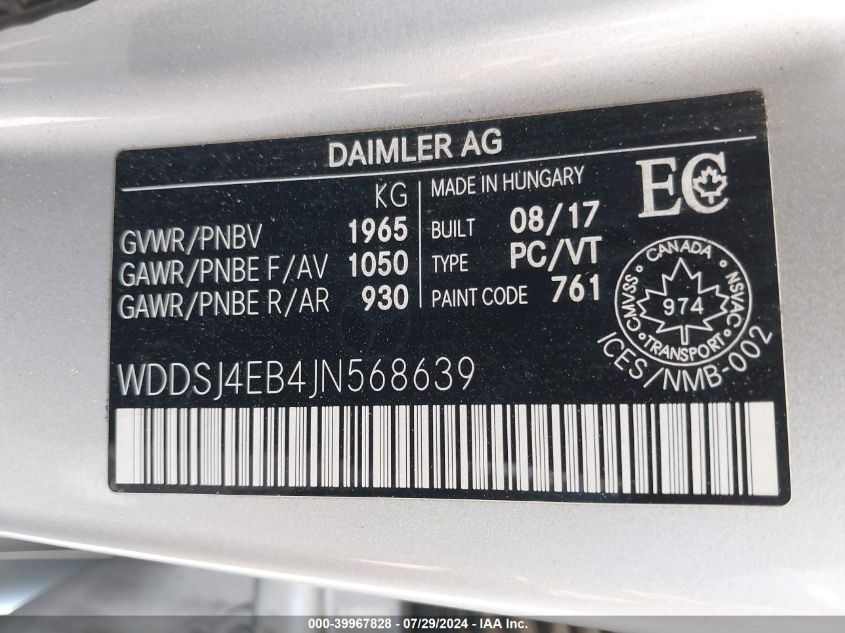 DAIMLER AG
KG
GVWR/PNBV 1965
GAWR/PNBE F/AV 1050
GAWR/PNBE R/AR 930
MADE IN HUNGARY
BUILT 08/17
TYPE PC/VT
PAINT CODE 761
EC
CANADA
CMVSS
NSVAC
974
TRANSPORT
ICES/NMB-002
WDDSJ4EB4JN568639
000-39967828 - 07/29/2024 - IAA Inc.